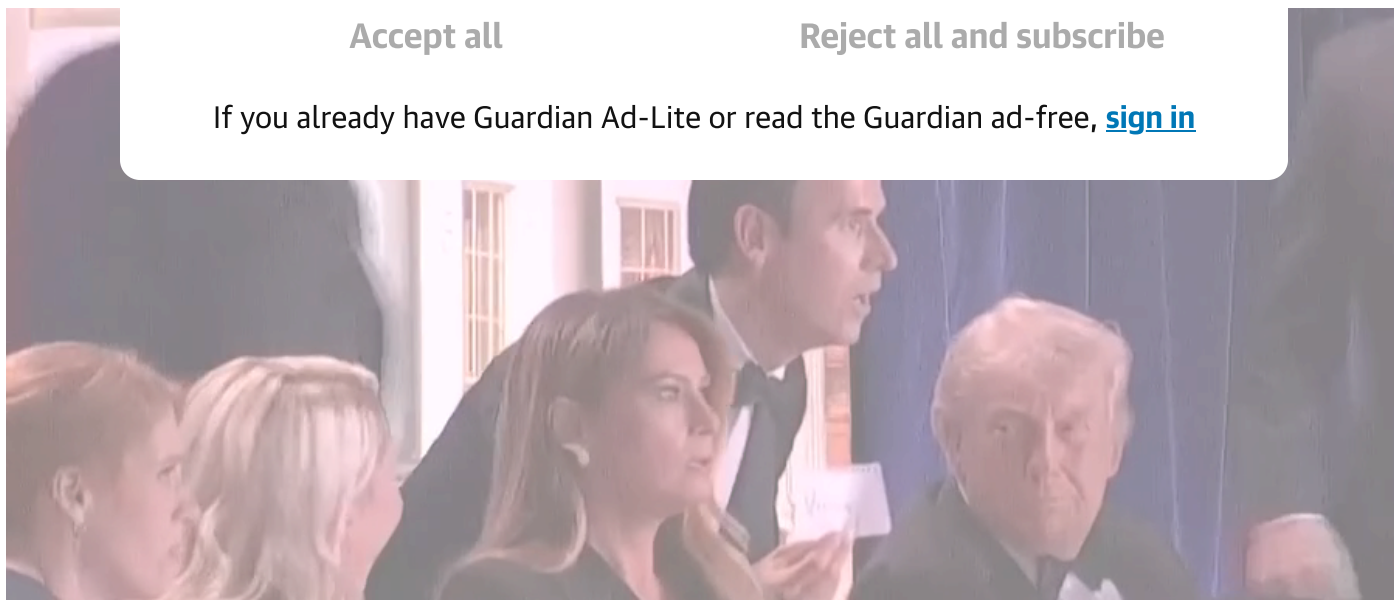 Accept all
Reject all and subscribe
If you already have Guardian Ad-Lite or read the Guardian ad-free, sign in